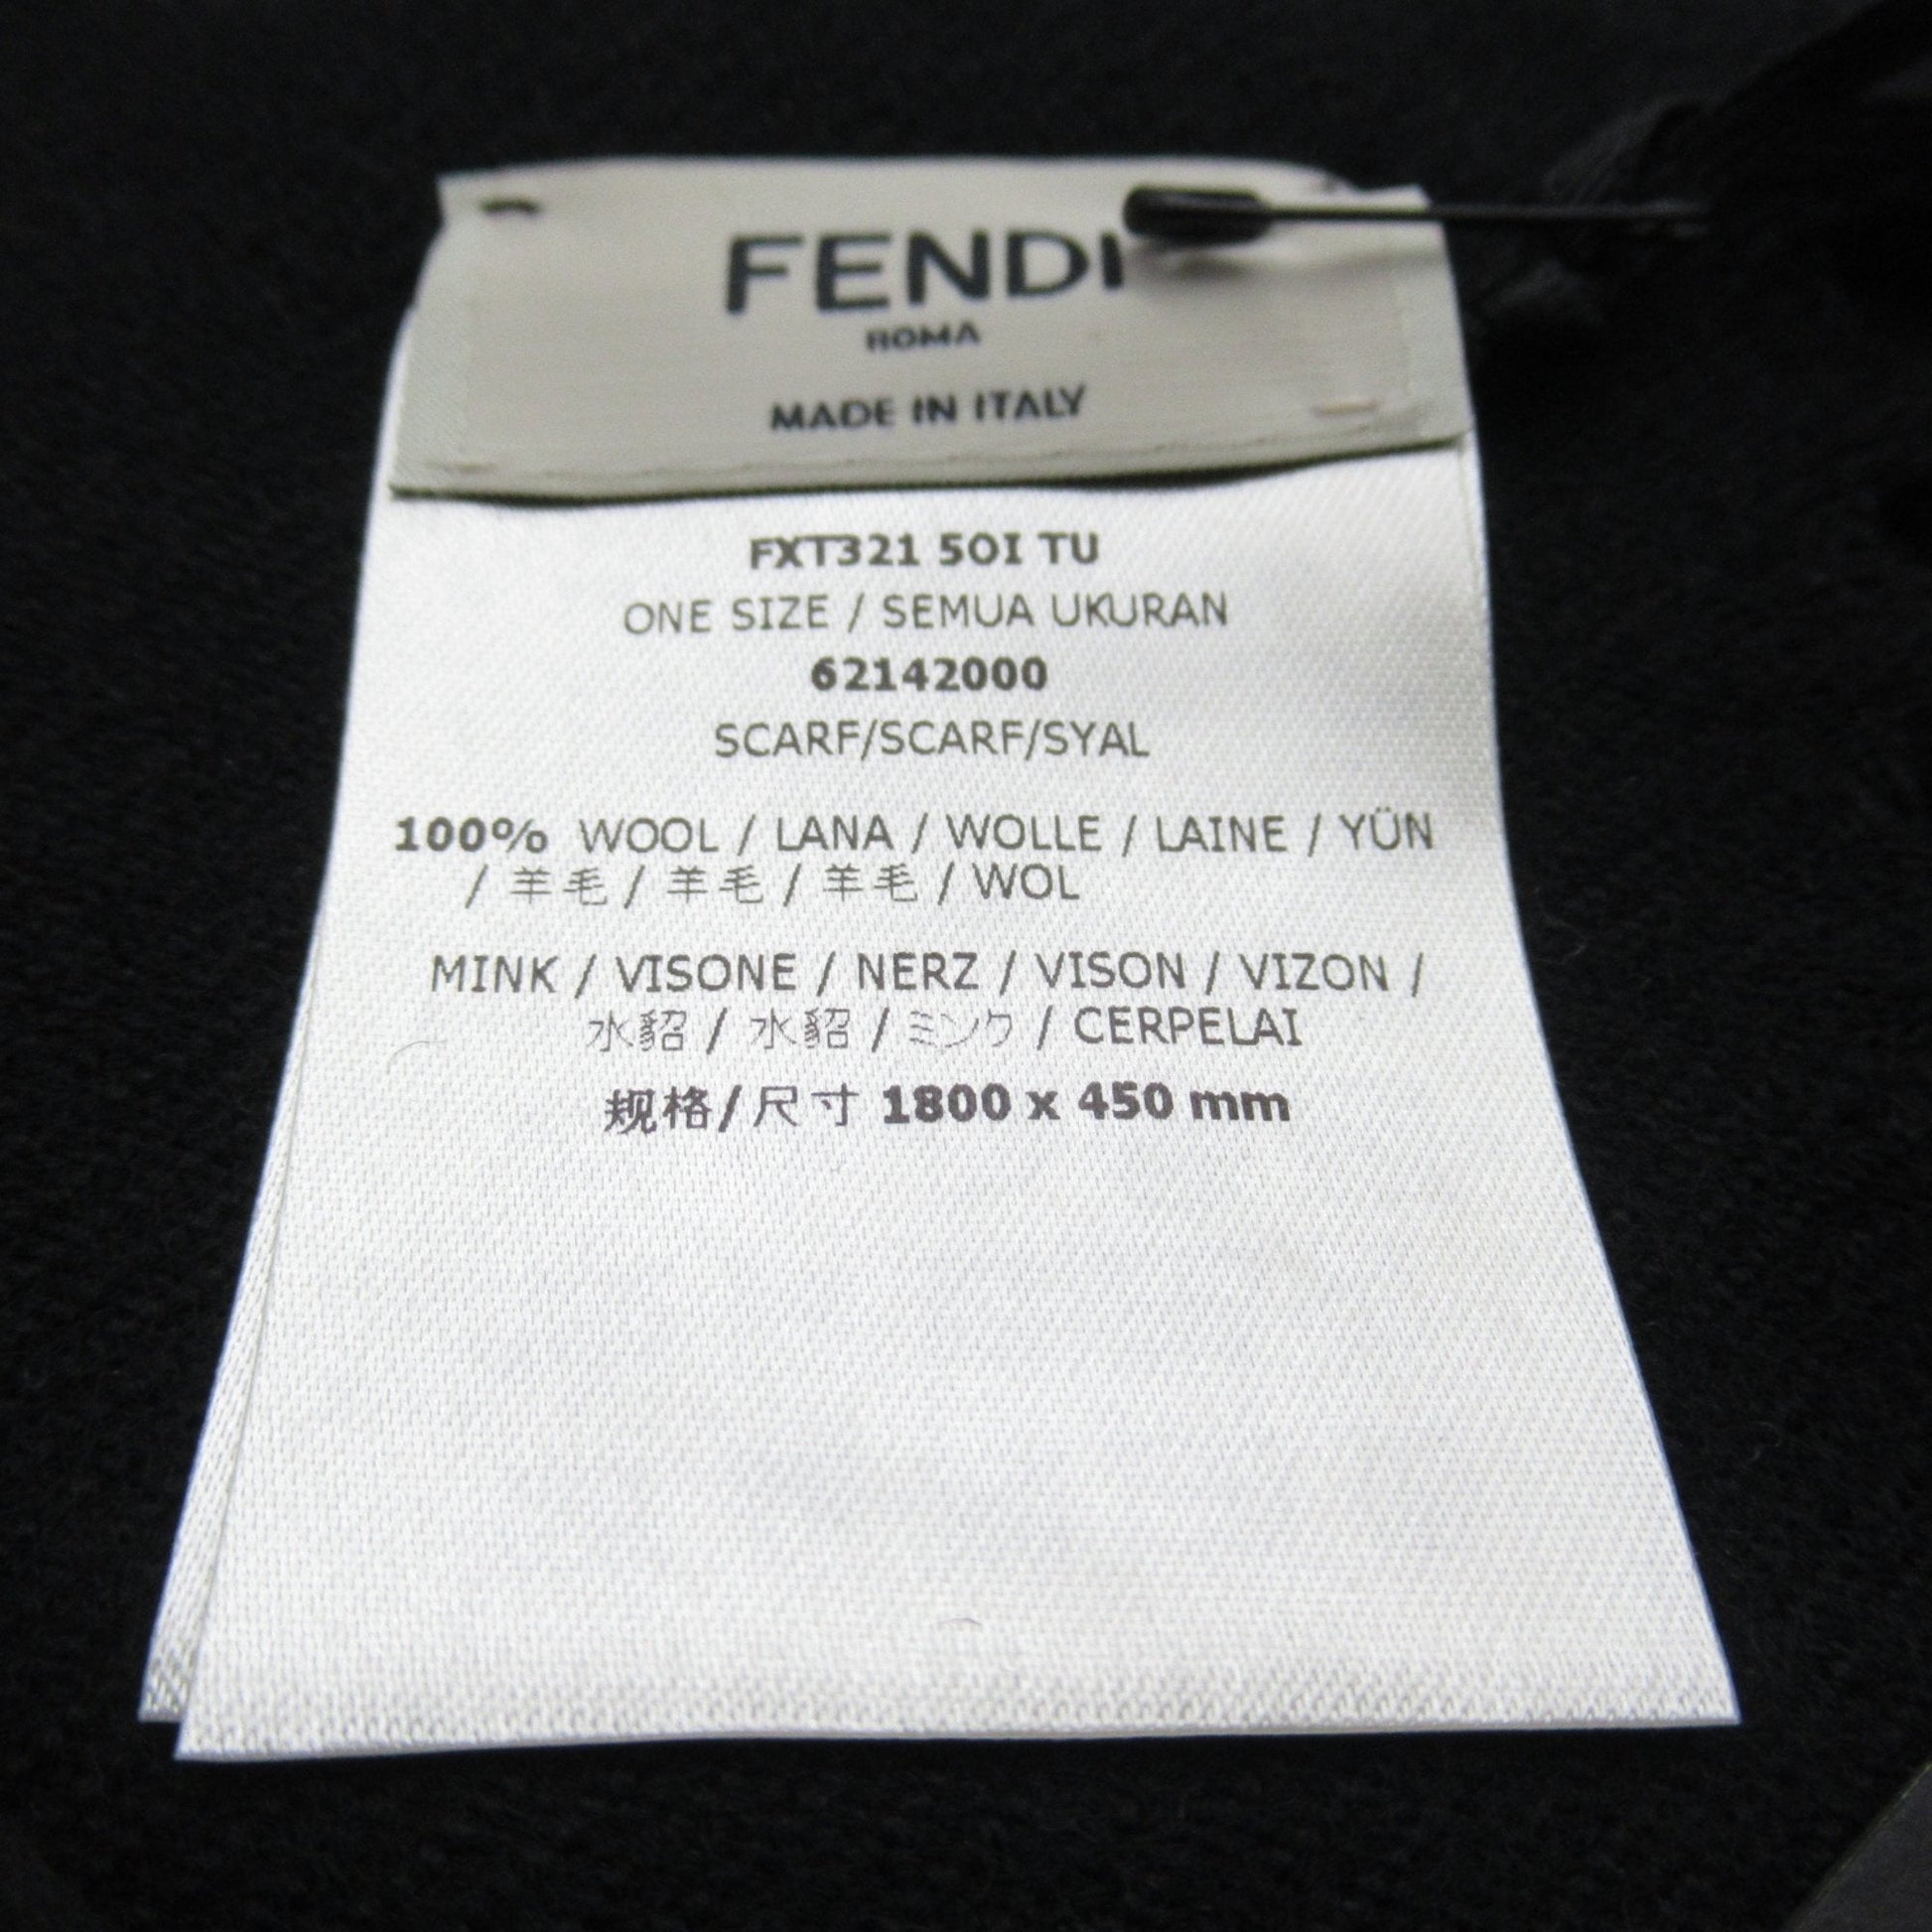 FENDI
ROMA
MADE IN ITALY
FXT321 5OI TU
ONE SIZE / SEMUA UKURAN
62142000
SCARF/SCARF/SYAL
100% WOOL / LANA / WOLLE / LAINE / YÜN
/ 羊毛 / 羊毛 / 羊毛 / WOL
MINK / VISONE / NERZ / VISON / VIZON /
水貂 / 水貂 / ミンク / CERPELAI
规格/尺寸 1800 x 450 mm